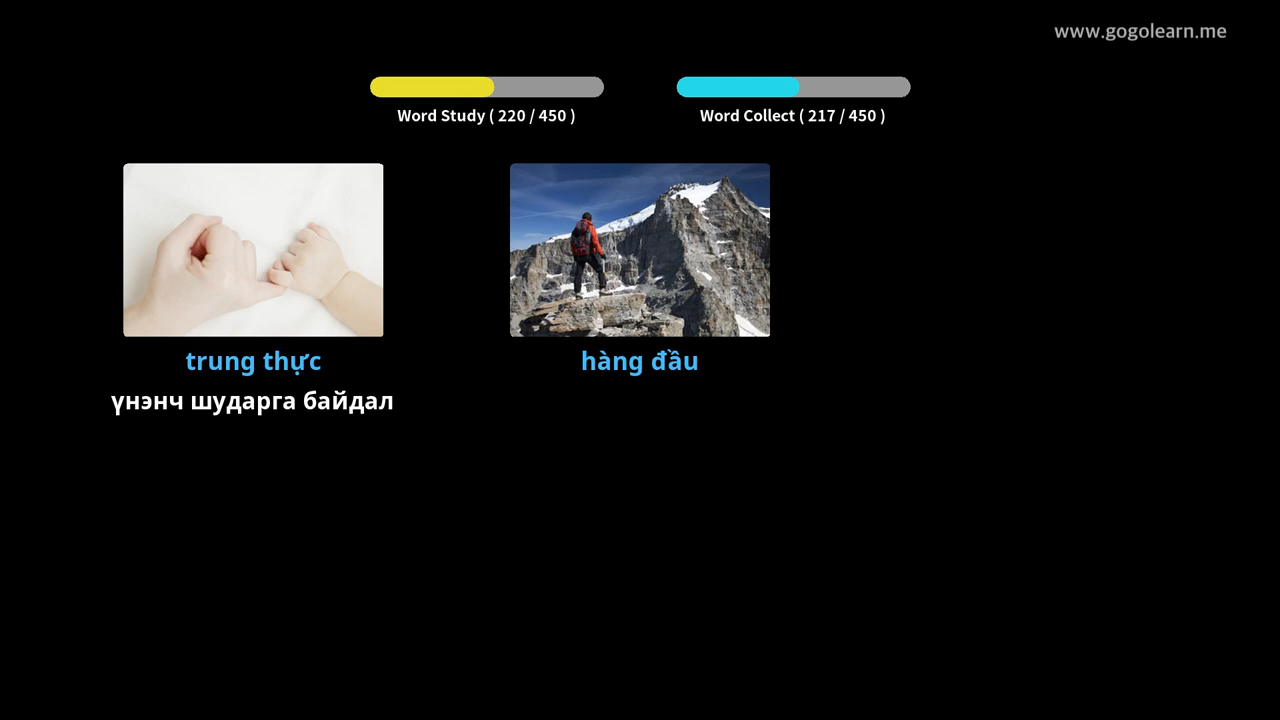 www.gogolearn.me
Word Study ( 220 / 450 )
Word Collect ( 217 / 450 )
trung thực
hàng đầu
үнэнч шударга байдал